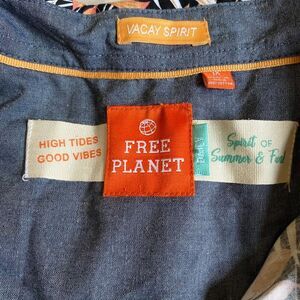 VACAY SPIRIT
HIGH TIDES
GOOD VIBES
FREE
PLANET
Spirit OF
Summer & Fun